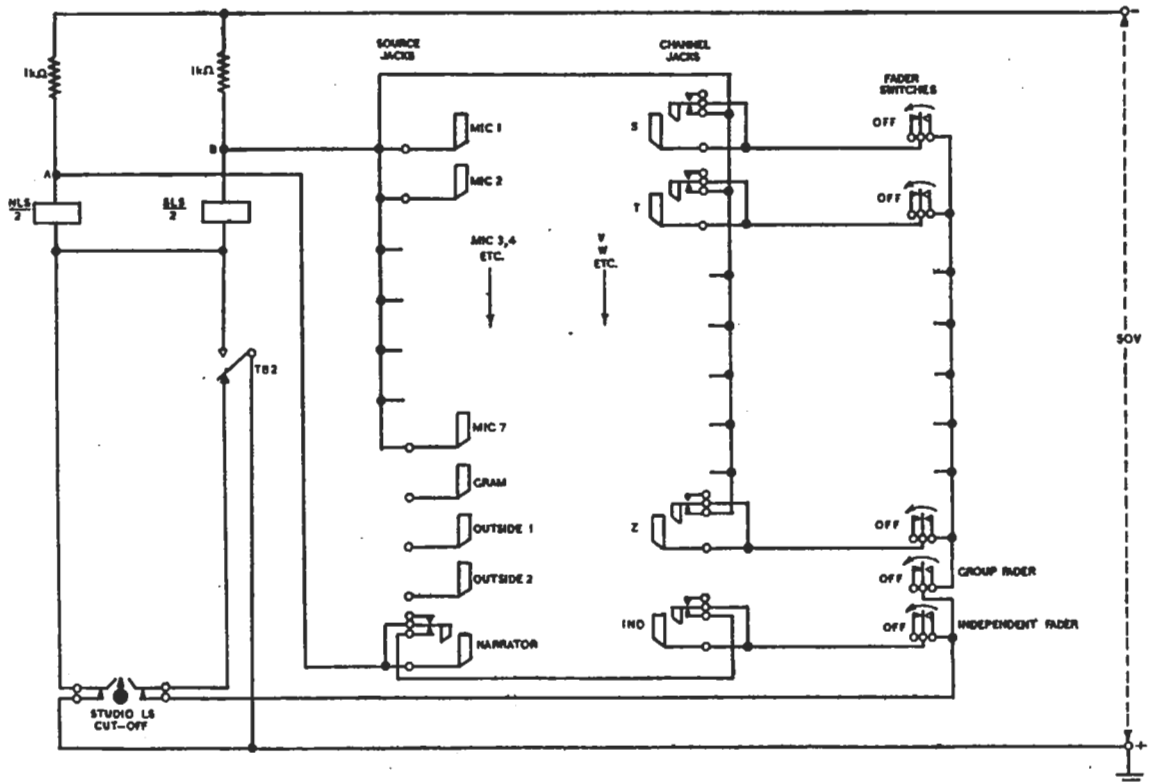 SOURCE
JACKS
CHANNEL
JACKS
FADER
SWITCHES
1kΩ
1kΩ
-
MIC 1
S
OFF
B
A
MIC 2
T
OFF
NLS
2
SLS
2
MIC 3,4
ETC.
V
W
ETC.
50V
TB2
MIC 7
GRAM
OUTSIDE 1
Z
OFF
OUTSIDE 2
OFF
GROUP FADER
NARRATOR
IND
OFF
INDEPENDENT FADER
STUDIO LS
CUT-OFF
+